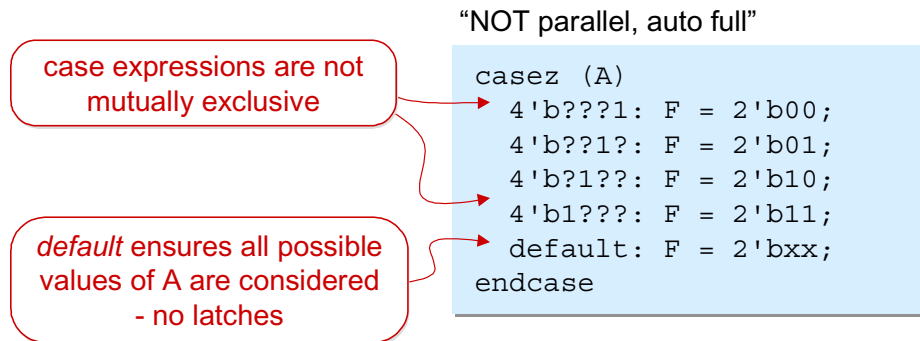 “NOT parallel, auto full”
case expressions are not
mutually exclusive
casez (A)
4'b???1: F = 2'b00;
4'b??1?: F = 2'b01;
4'b?1??: F = 2'b10;
4'b1???: F = 2'b11;
default: F = 2'bxx;
endcase
default ensures all possible
values of A are considered
- no latches